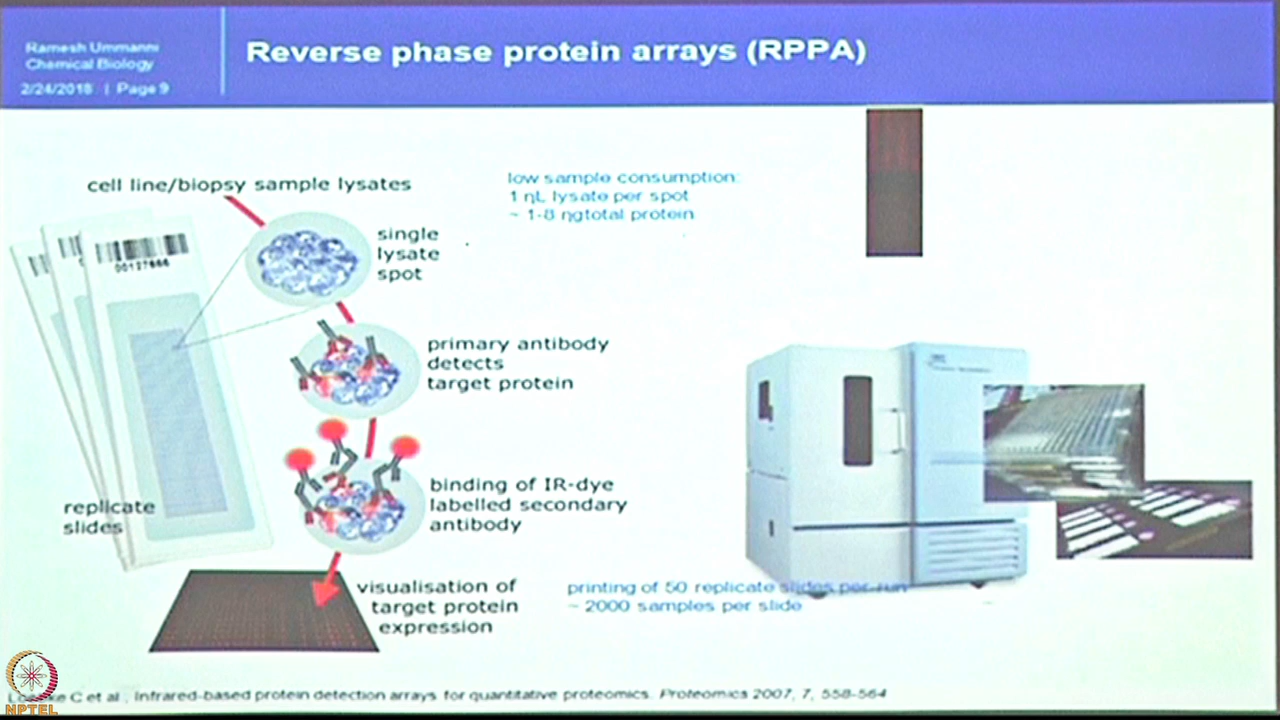 Ramesh Ummanni
Chemical Biology
2/24/2018 | Page 9
Reverse phase protein arrays (RPPA)
cell line/biopsy sample lysates
low sample consumption:
1 ηL lysate per spot
~ 1-8 ηgtotal protein
single
lysate
spot
00127666
primary antibody
detects
target protein
binding of IR-dye
labelled secondary
antibody
replicate
slides
visualisation of
target protein
expression
printing of 50 replicate slides per run
~ 2000 samples per slide
C et al., Infrared-based protein detection arrays for quantitative proteomics. Proteomics 2007, 7, 558-564
NPTEL